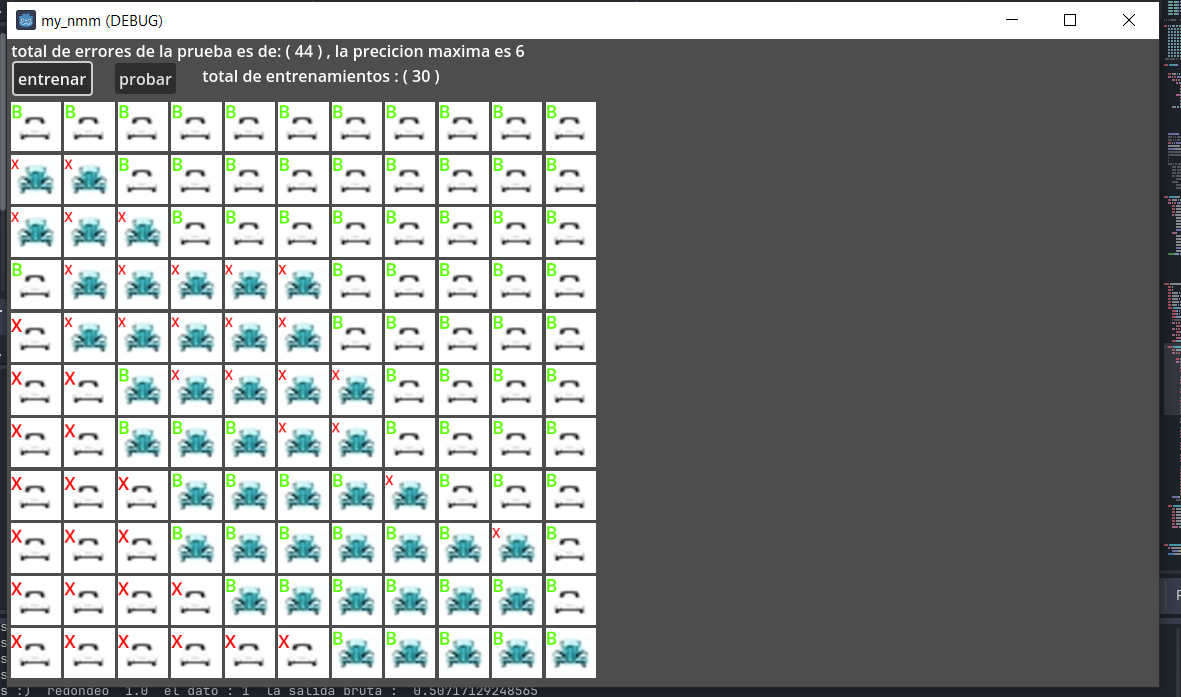 my_nmm (DEBUG)
total de errores de la prueba es de: ( 44 ) , la precicion maxima es 6
entrenar probar total de entrenamientos : ( 30 )
B B B B B B B B B B B
X X B B B B B B B B B
X X X B B B B B B B B
B X X X X X B B B B B
X X X X X X B B B B B
X X B X X X X B B B B
X X B B B X X B B B B
X X X B B B B X B B B
X X X B B B B B B X B
X X X X B B B B B B B
X X X X X X B B B B B
s :) redondeo 1.0 el dato : 1 la salida bruta : 0.50717129248565